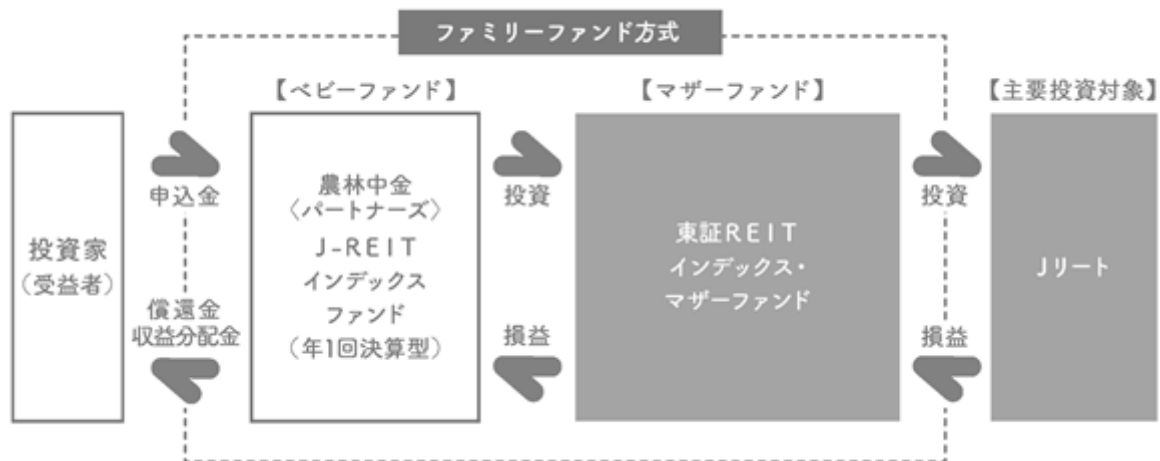 ファミリーファンド方式
【ベビーファンド】
【マザーファンド】
【主要投資対象】
投資家
（受益者）
申込金
償還金
収益分配金
農林中金
〈パートナーズ〉
J-REIT
インデックス
ファンド
（年1回決算型）
投資
損益
東証REIT
インデックス・
マザーファンド
投資
損益
Jリート